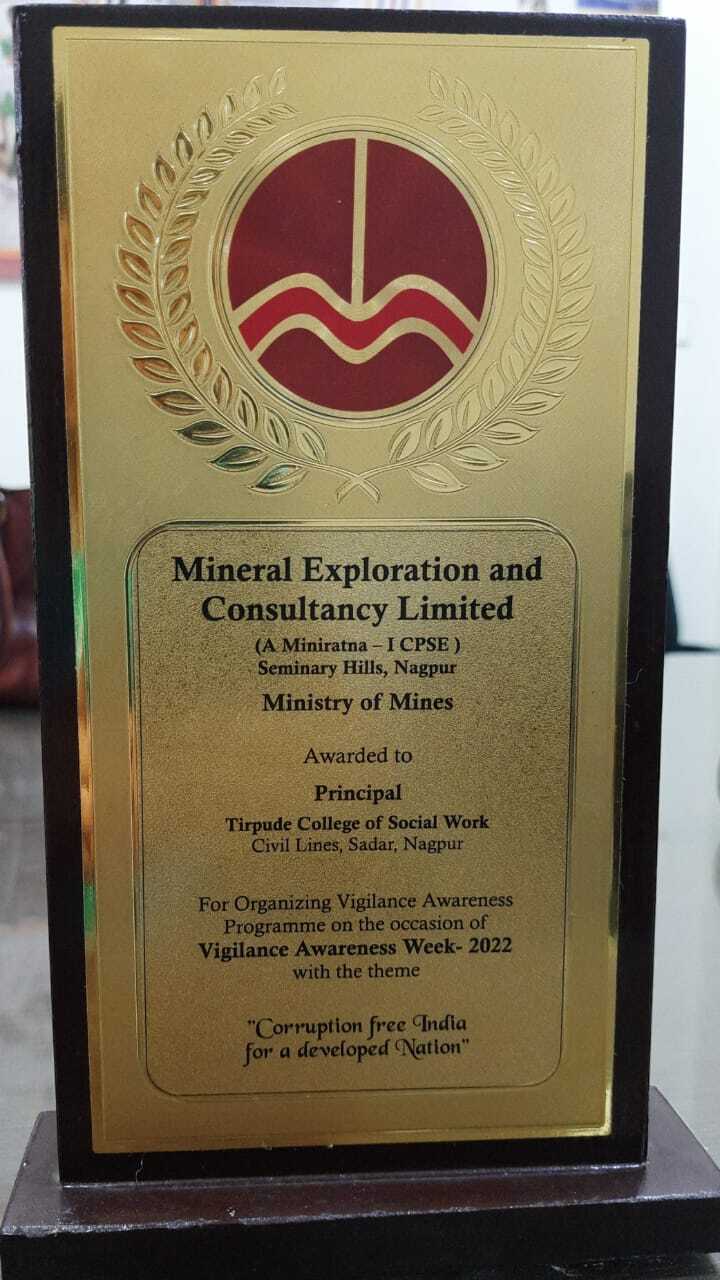 Mineral Exploration and
Consultancy Limited
(A Miniratna – I CPSE )
Seminary Hills, Nagpur
Ministry of Mines
Awarded to
Principal
Tirpude College of Social Work
Civil Lines, Sadar, Nagpur
For Organizing Vigilance Awareness
Programme on the occasion of
Vigilance Awareness Week- 2022
with the theme
"Corruption free India
for a developed Nation"